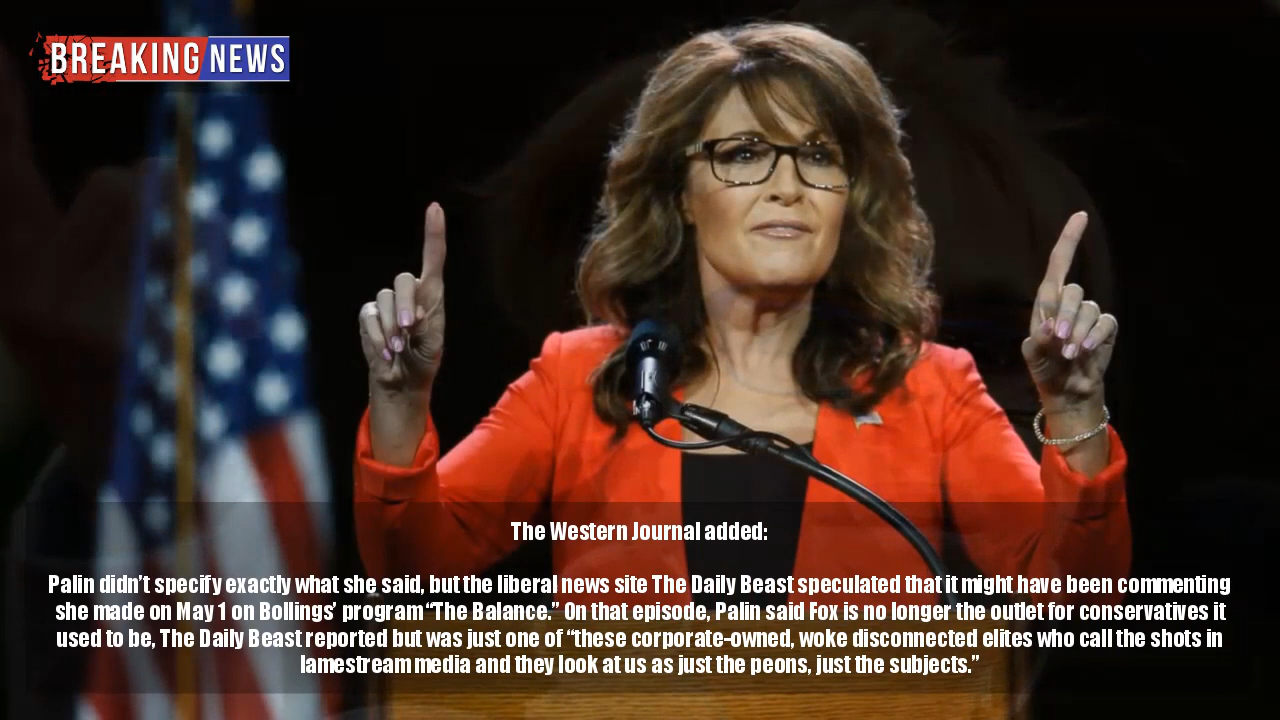 BREAKING NEWS
The Western Journal added:
Palin didn’t specify exactly what she said, but the liberal news site The Daily Beast speculated that it might have been commenting
she made on May 1 on Bollings’ program “The Balance.” On that episode, Palin said Fox is no longer the outlet for conservatives it
used to be, The Daily Beast reported but was just one of “these corporate-owned, woke disconnected elites who call the shots in
lamestream media and they look at us as just the peons, just the subjects.”